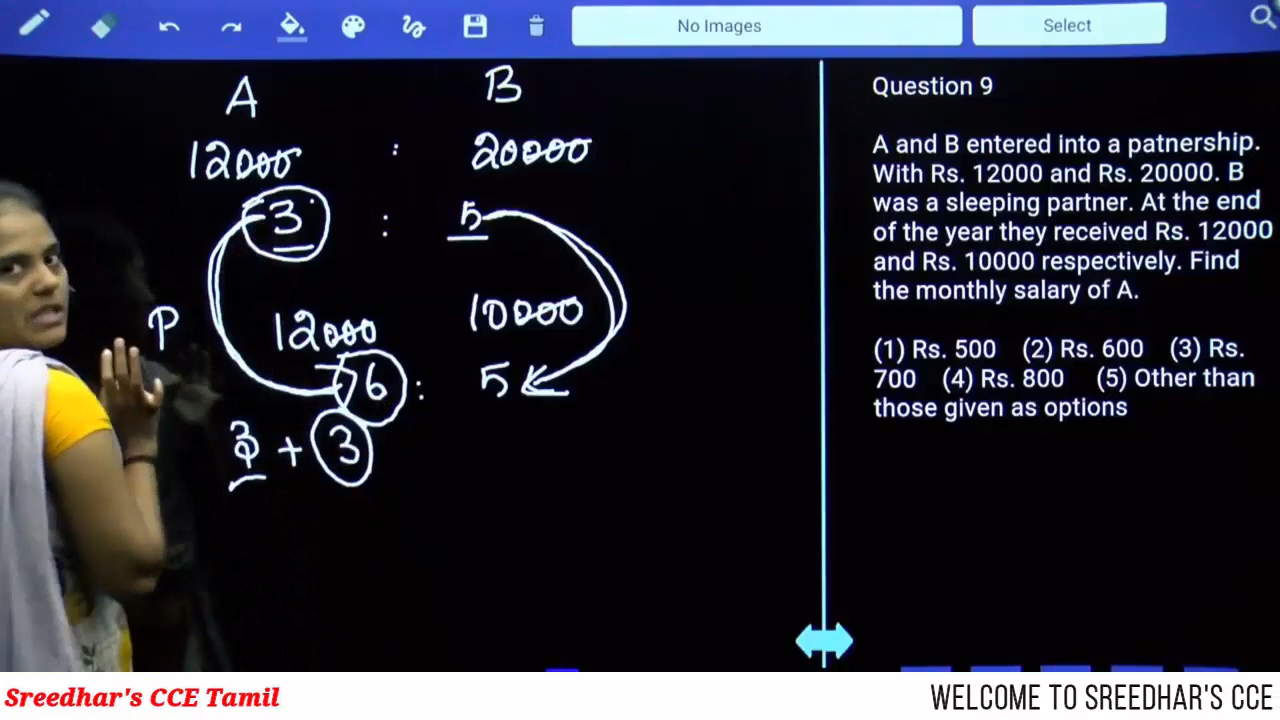 No Images
Select
A B
12000 : 20000
3 : 5
P 12000 10000
6 : 5
3 + 3
Question 9
A and B entered into a patnership.
With Rs. 12000 and Rs. 20000. B
was a sleeping partner. At the end
of the year they received Rs. 12000
and Rs. 10000 respectively. Find
the monthly salary of A.
(1) Rs. 500 (2) Rs. 600 (3) Rs.
700 (4) Rs. 800 (5) Other than
those given as options
Sreedhar's CCE Tamil
WELCOME TO SREEDHAR'S CCE